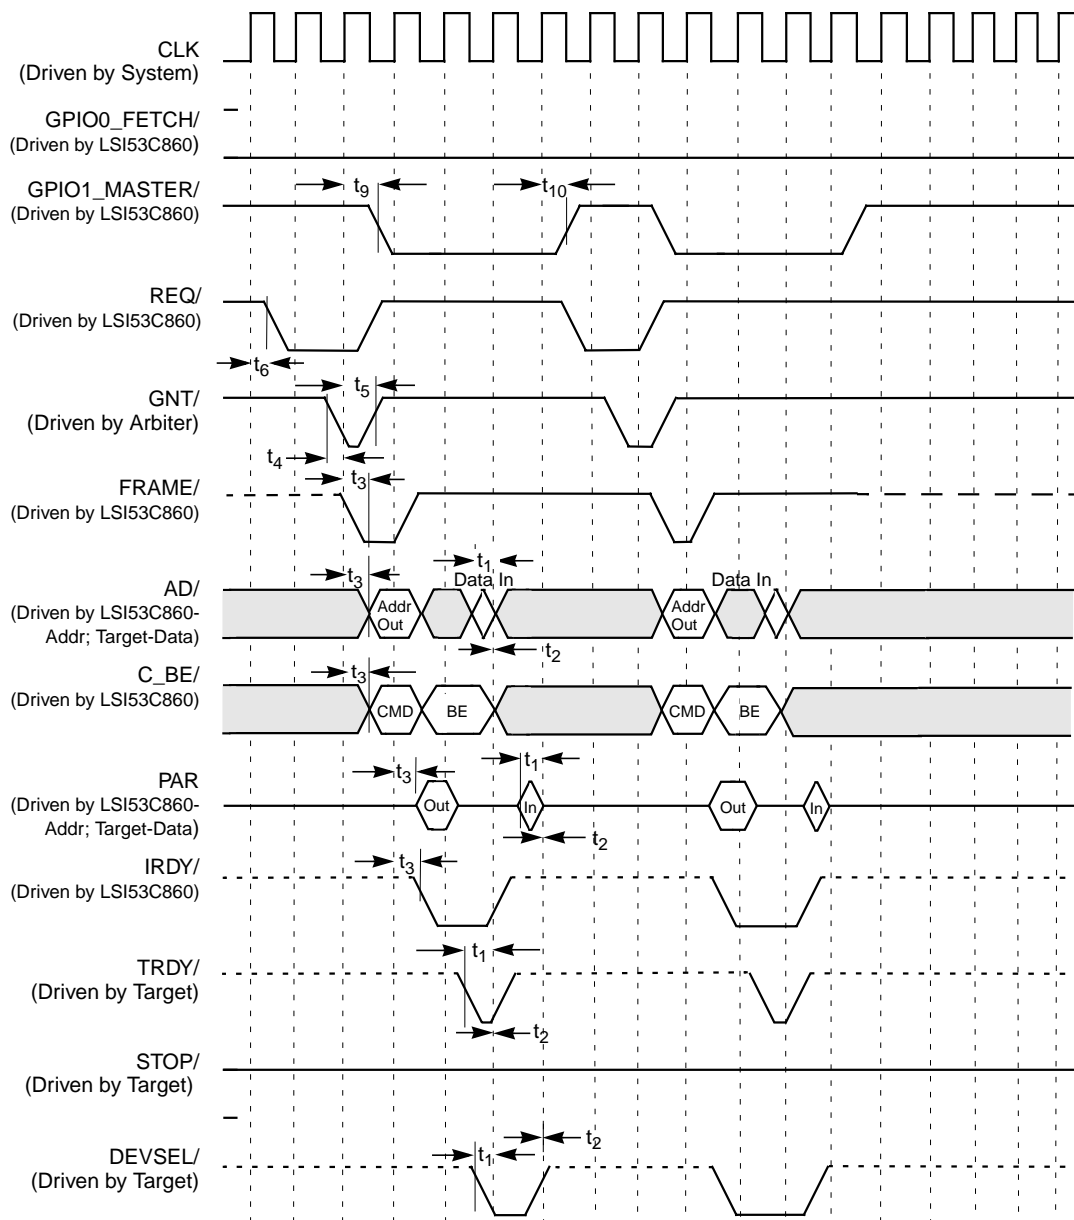 CLK
(Driven by System)
GPIO0_FETCH/
(Driven by LSI53C860)
GPIO1_MASTER/
(Driven by LSI53C860)
t9
t10
REQ/
(Driven by LSI53C860)
t6
t5
GNT/
(Driven by Arbiter)
t4
t3
FRAME/
(Driven by LSI53C860)
t1
Data In
Data In
t3
AD/
(Driven by LSI53C860-
Addr; Target-Data)
Addr
Out
Addr
Out
t2
C_BE/
(Driven by LSI53C860)
t3
CMD
BE
CMD
BE
t1
t3
PAR
(Driven by LSI53C860-
Addr; Target-Data)
Out
In
Out
In
t2
IRDY/
(Driven by LSI53C860)
t3
t1
TRDY/
(Driven by Target)
t2
STOP/
(Driven by Target)
t2
DEVSEL/
(Driven by Target)
t1